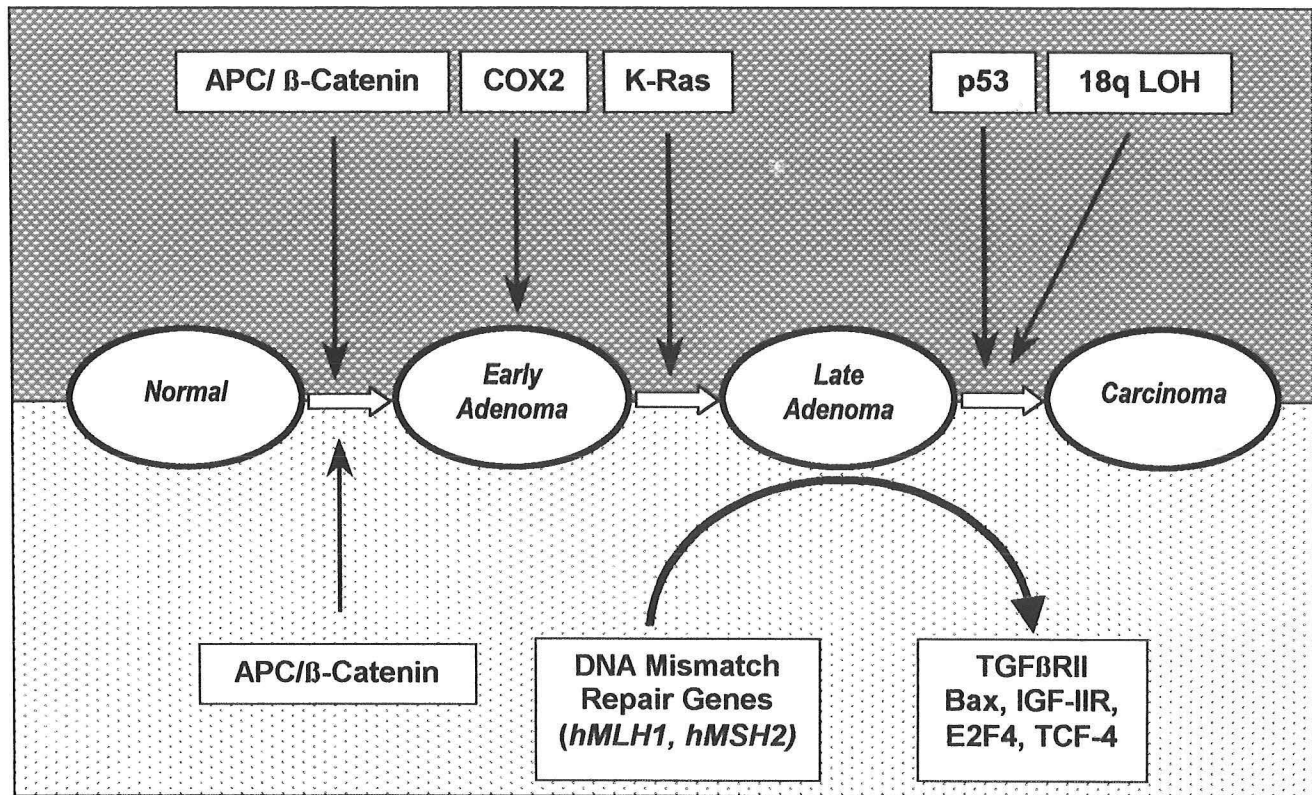 APC/ ß-Catenin
COX2
K-Ras
p53
18q LOH
Normal
Early
Adenoma
Late
Adenoma
Carcinoma
APC/ß-Catenin
DNA Mismatch
Repair Genes
(hMLH1, hMSH2)
TGFßRII
Bax, IGF-IIR,
E2F4, TCF-4